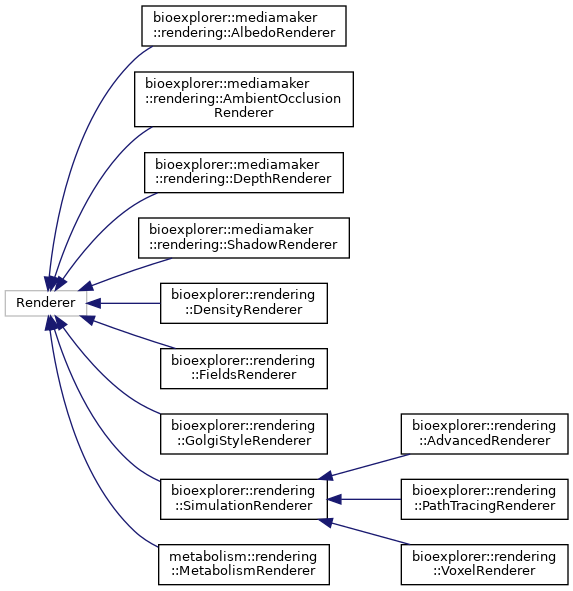 bioexplorer::mediamaker
::rendering::AlbedoRenderer
bioexplorer::mediamaker
::rendering::AmbientOcclusion
Renderer
bioexplorer::mediamaker
::rendering::DepthRenderer
bioexplorer::mediamaker
::rendering::ShadowRenderer
Renderer
bioexplorer::rendering
::DensityRenderer
bioexplorer::rendering
::FieldsRenderer
bioexplorer::rendering
::GolgiStyleRenderer
bioexplorer::rendering
::AdvancedRenderer
bioexplorer::rendering
::SimulationRenderer
bioexplorer::rendering
::PathTracingRenderer
metabolism::rendering
::MetabolismRenderer
bioexplorer::rendering
::VoxelRenderer